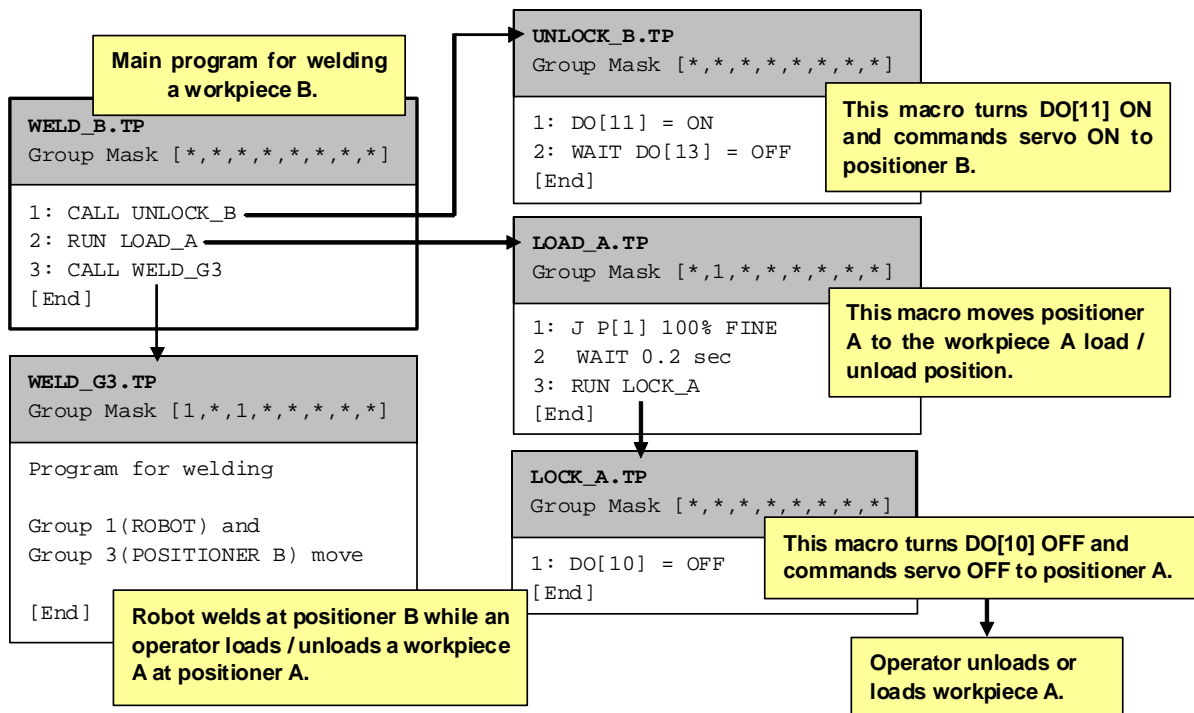 Main program for welding
a workpiece B.
WELD_B.TP
Group Mask [*,*,*,*,*,*,*,*]
1: CALL UNLOCK_B
2: RUN LOAD_A
3: CALL WELD_G3
[End]
UNLOCK_B.TP
Group Mask [*,*,*,*,*,*,*,*]
1: DO[11] = ON
2: WAIT DO[13] = OFF
[End]
This macro turns DO[11] ON
and commands servo ON to
positioner B.
LOAD_A.TP
Group Mask [*,1,*,*,*,*,*,*]
1: J P[1] 100% FINE
2  WAIT 0.2 sec
3: RUN LOCK_A
[End]
This macro moves positioner
A to the workpiece A load /
unload position.
WELD_G3.TP
Group Mask [1,*,1,*,*,*,*,*]
Program for welding
Group 1(ROBOT) and
Group 3(POSITIONER B) move
[End]
Robot welds at positioner B while an
operator loads / unloads a workpiece
A at positioner A.
LOCK_A.TP
Group Mask [*,*,*,*,*,*,*,*]
1: DO[10] = OFF
[End]
This macro turns DO[10] OFF and
commands servo OFF to positioner A.
Operator unloads or
loads workpiece A.